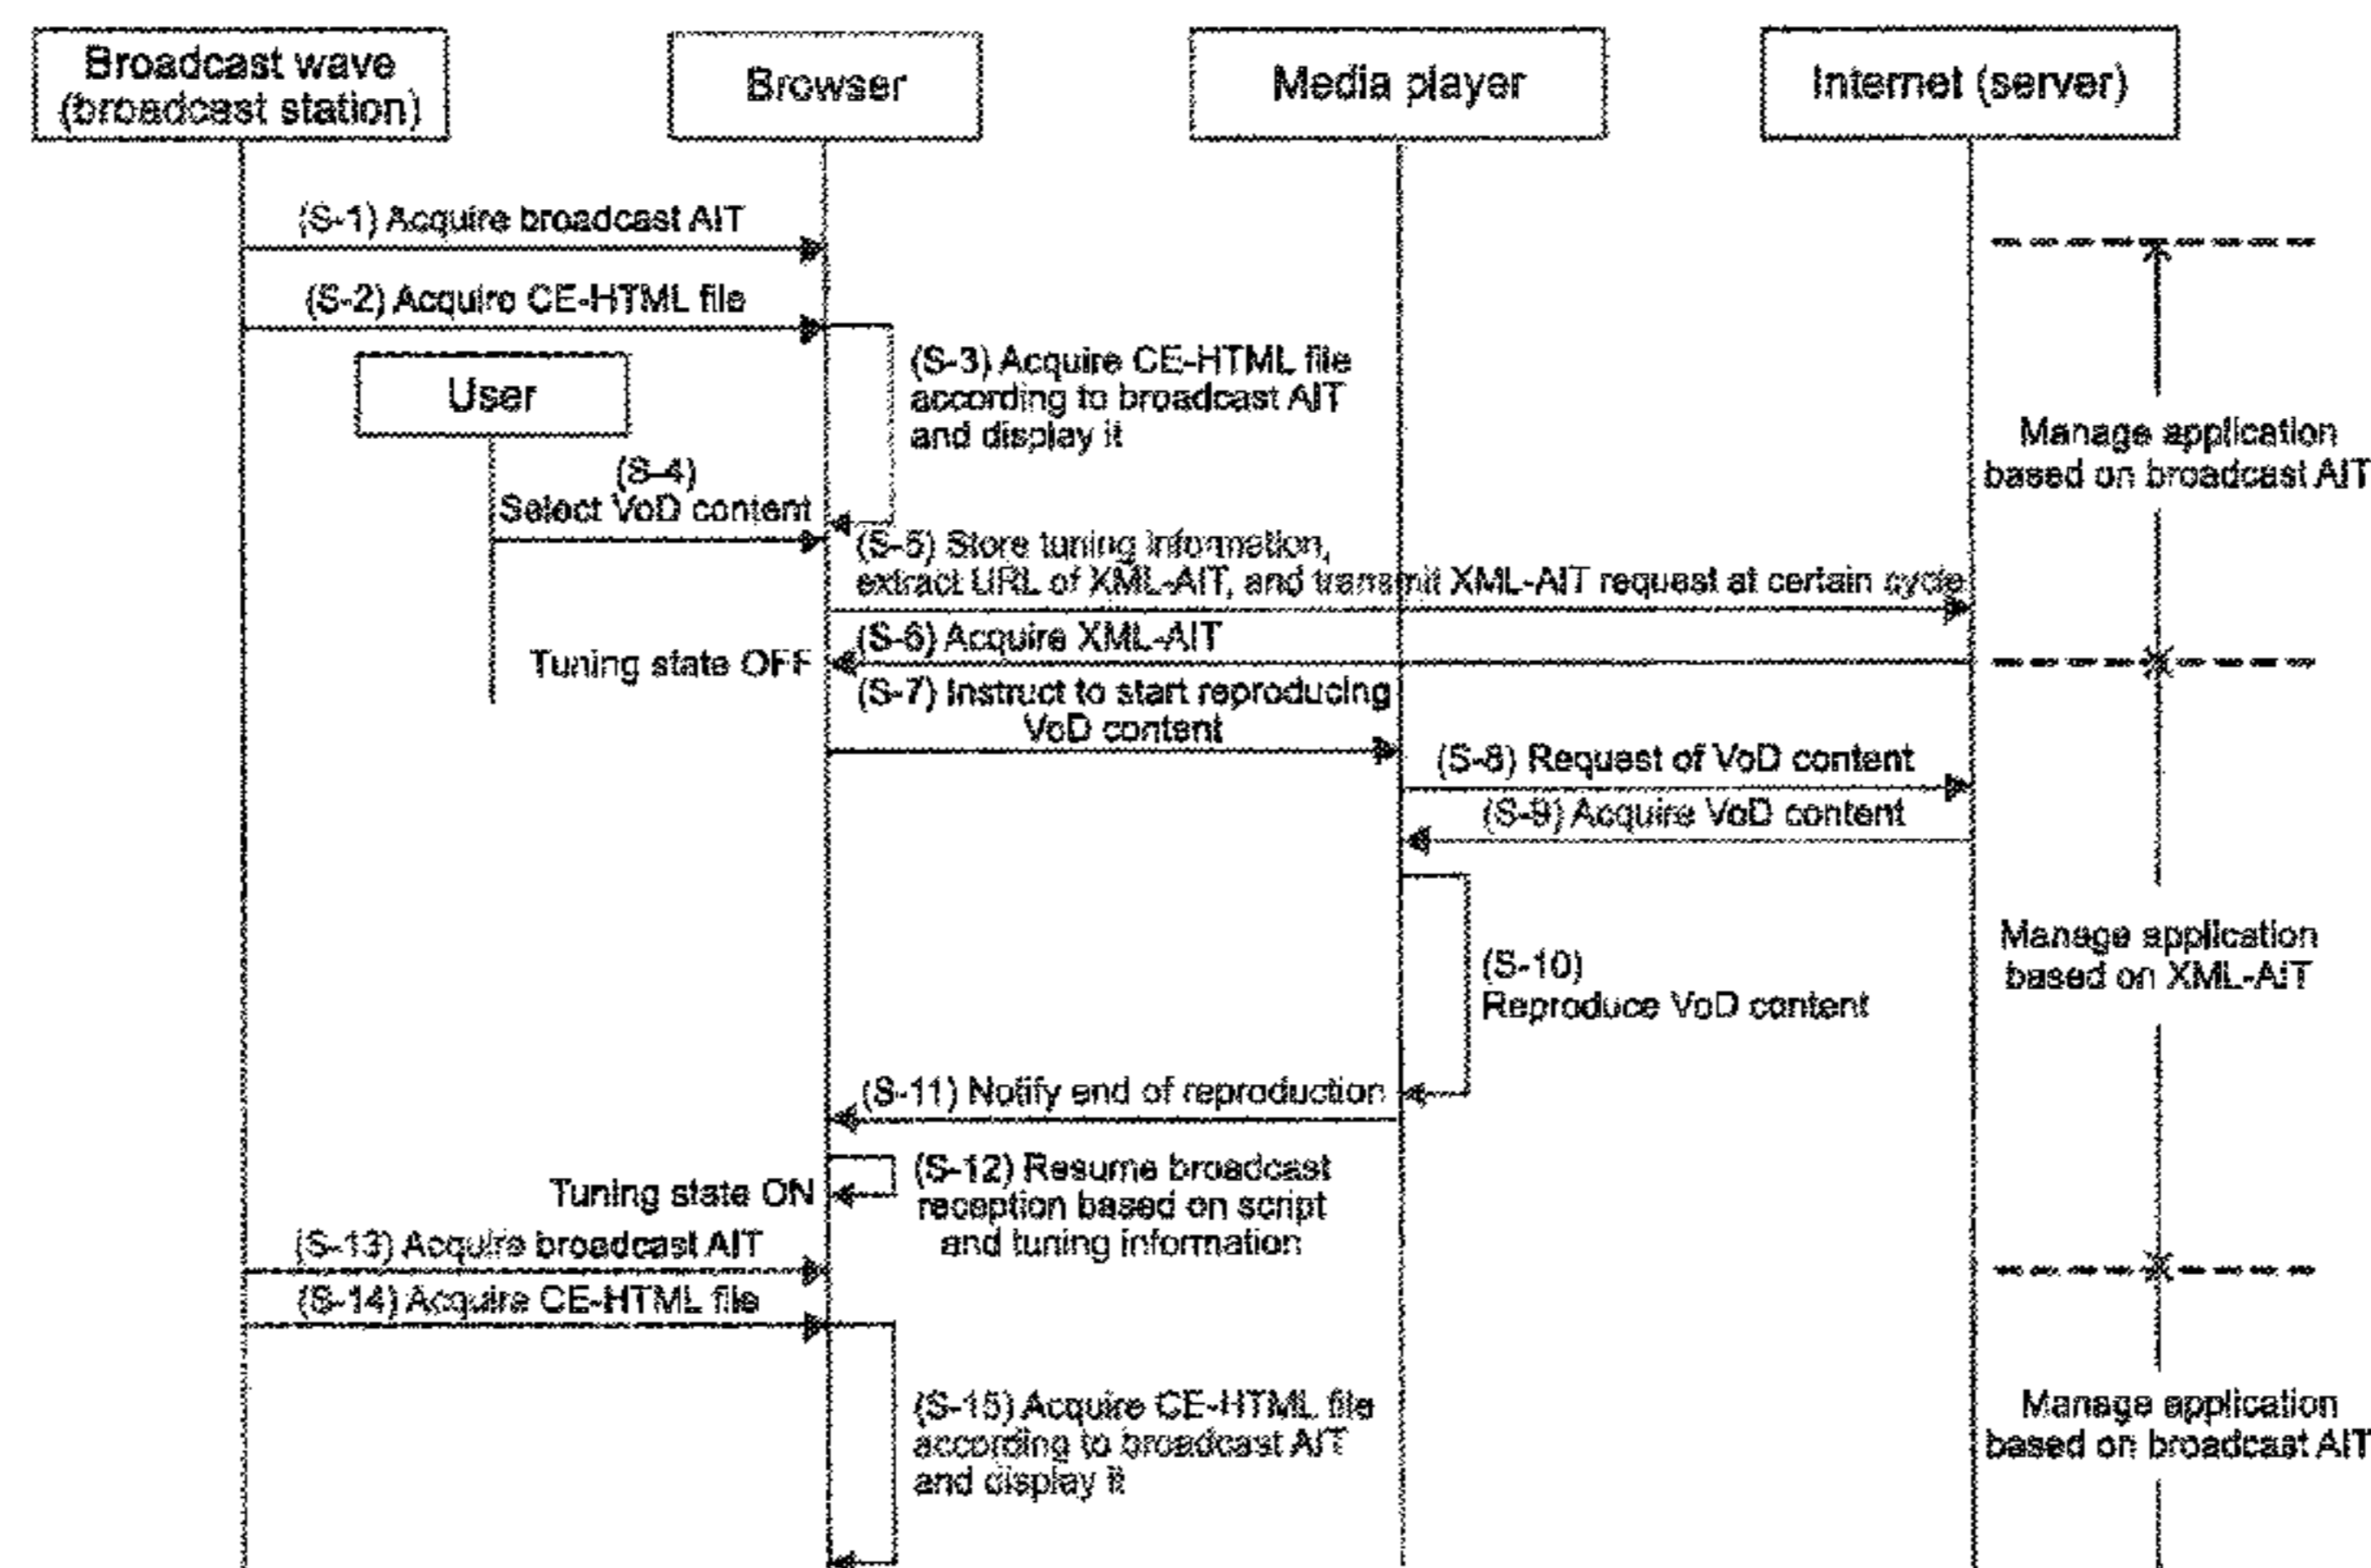 Broadcast wave
(broadcast station)
Browser
Media player
Internet (server)
(S-1) Acquire broadcast AIT
(S-2) Acquire CE-HTML file
User
(S-3) Acquire CE-HTML file
according to broadcast AIT
and display it
Manage application
based on broadcast AIT
(S-4)
Select VoD content
(S-5) Store tuning information,
extract URL of XML-AIT, and transmit XML-AIT request at certain cycle
(S-6) Acquire XML-AIT
Tuning state OFF
(S-7) Instruct to start reproducing
VoD content
(S-8) Request of VoD content
(S-9) Acquire VoD content
Manage application
based on XML-AIT
(S-10)
Reproduce VoD content
(S-11) Notify end of reproduction
(S-12) Resume broadcast
reception based on script
and tuning information
Tuning state ON
(S-13) Acquire broadcast AIT
(S-14) Acquire CE-HTML file
(S-15) Acquire CE-HTML file
according to broadcast AIT
and display it
Manage application
based on broadcast AIT